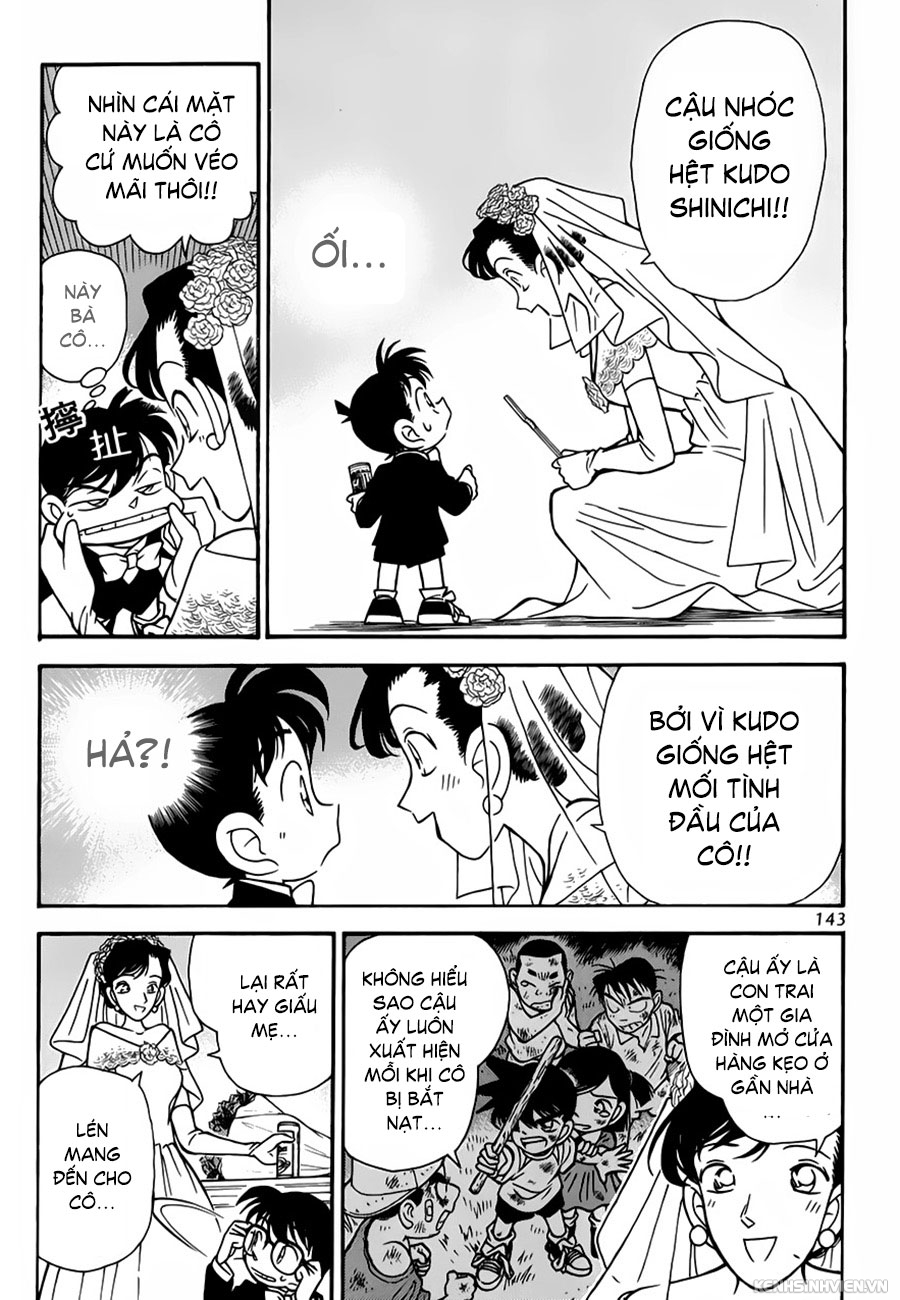 CẬU NHÓC
GIỐNG
HỆT KUDO
SHINICHI!!
ỐI...
NHÌN CÁI MẶT
NÀY LÀ CÔ
CỨ MUỐN VÉO
MÃI THÔI!!
NÀY
BÀ
CÔ...
擰
扯
BỞI VÌ KUDO
GIỐNG HỆT
MỐI TÌNH
ĐẦU CỦA
CÔ!!
HẢ?!
143
CẬU ẤY LÀ
CON TRAI
MỘT GIA
ĐÌNH MỞ CỬA
HÀNG KẸO Ở
GẦN NHÀ
...
KHÔNG HIỂU
SAO CẬU
ẤY LUÔN
XUẤT HIỆN
MỖI KHI CÔ
BỊ BẮT
NẠT...
LẠI RẤT
HAY GIẤU
MẸ...
LÉN
MANG
ĐẾN CHO
CÔ...
KENHSINHVIEN.VN